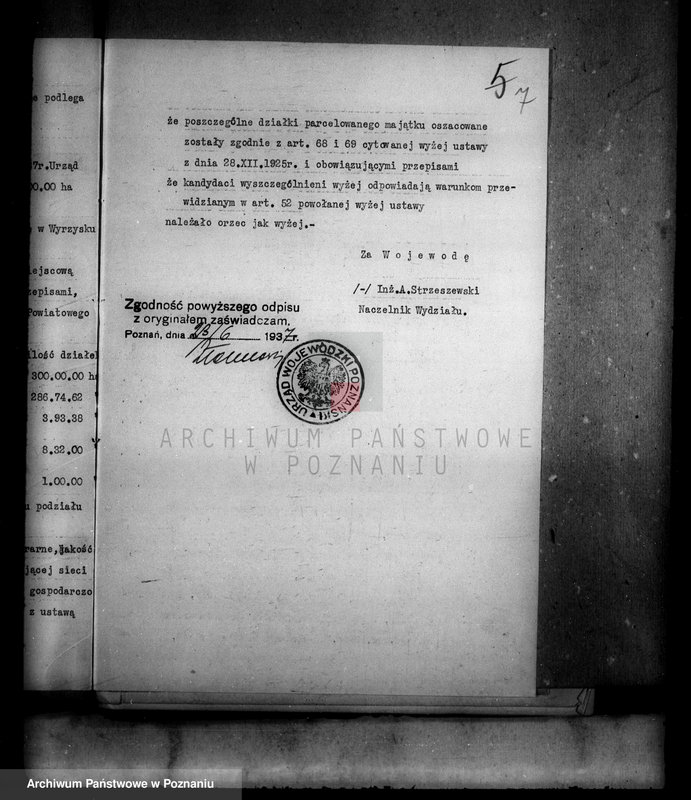 5
7
e podlega
7r.Urząd
00.00 ha
w Wyrzysku
ejscową
zepisami,
Powiatowego
ilość działek
300.00.00 ha
286.74.62
3.93.38
8.32.00
1.00.00
u podziału
rarne, jakość
jącej sieci
gospodarczo
z ustawą
że poszczególne działki parcelowanego majątku oszacowane
zostały zgodnie z art. 68 i 69 cytowanej wyżej ustawy
z dnia 28.XII.1925r. i obowiązującymi przepisami
że kandydaci wyszczególnieni wyżej odpowiadają warunkom prze-
widzianym w art. 52 powołanej wyżej ustawy
należało orzec jak wyżej.-
Za Wojewodę
/-/ Inż.A.Strzeszewski
Naczelnik Wydziału.
Zgodność powyższego odpisu
z oryginałem zaświadczam.
Poznań, dnia 23/6 1937r.
URZĄD WOJEWÓDZKI POZNAŃSKI
ARCHIWUM PAŃSTWOWE
W POZNANIU
Archiwum Państwowe w Poznaniu